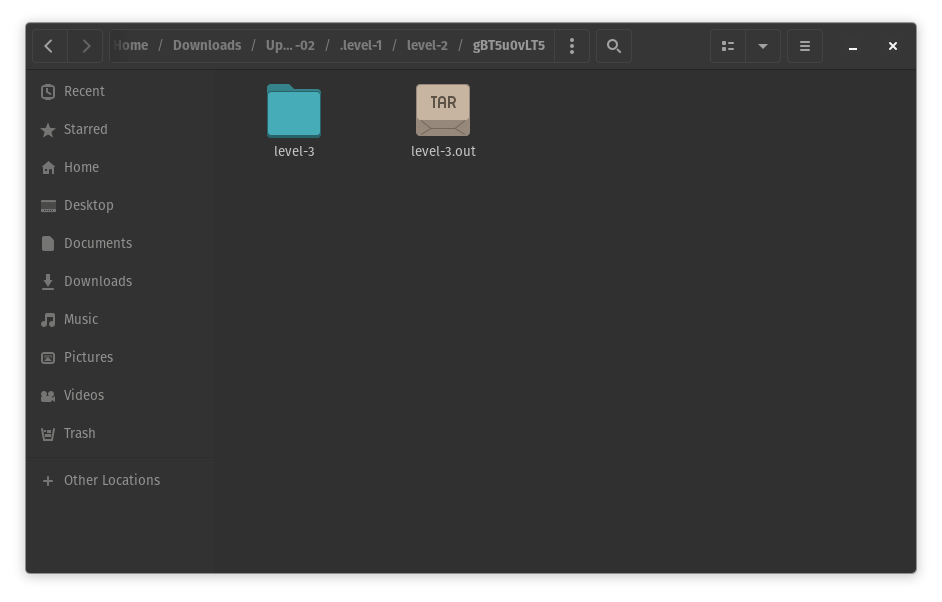 Home / Downloads / Up…-02 / .level-1 / level-2 / gBT5u0vLT5
Recent
Starred
Home
Desktop
Documents
Downloads
Music
Pictures
Videos
Trash
Other Locations
level-3
TAR
level-3.out